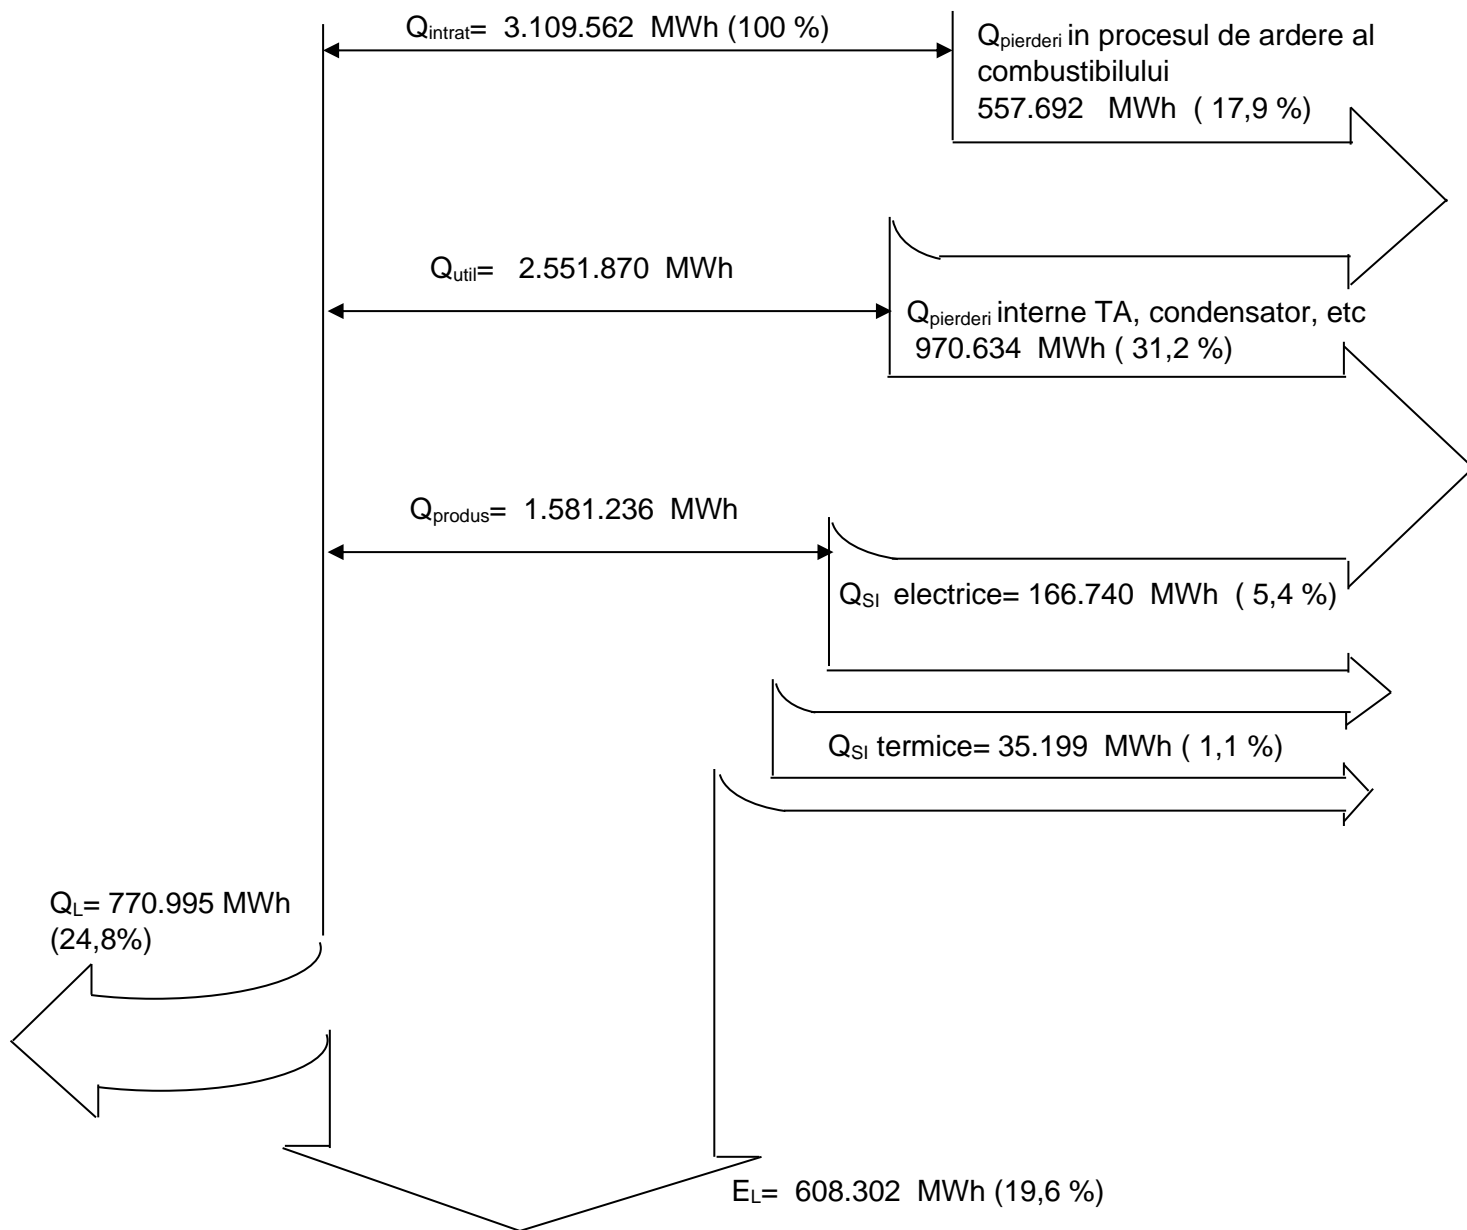 Qintrat= 3.109.562 MWh (100 %)
Qpierderi in procesul de ardere al
combustibilului
557.692 MWh ( 17,9 %)
Qutil= 2.551.870 MWh
Qpierderi interne TA, condensator, etc
970.634 MWh ( 31,2 %)
Qprodus= 1.581.236 MWh
QSI electrice= 166.740 MWh ( 5,4 %)
QSI termice= 35.199 MWh ( 1,1 %)
QL= 770.995 MWh
(24,8%)
EL= 608.302 MWh (19,6 %)